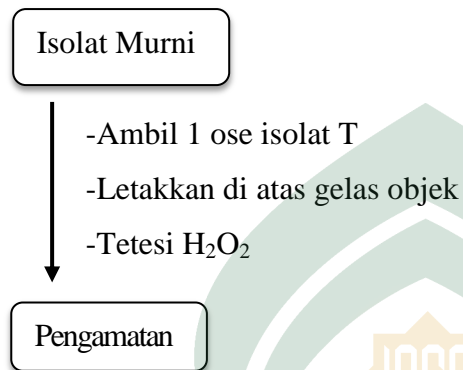 Isolat Murni
-Ambil 1 ose isolat T
-Letakkan di atas gelas objek
-Tetesi H₂O₂
Pengamatan